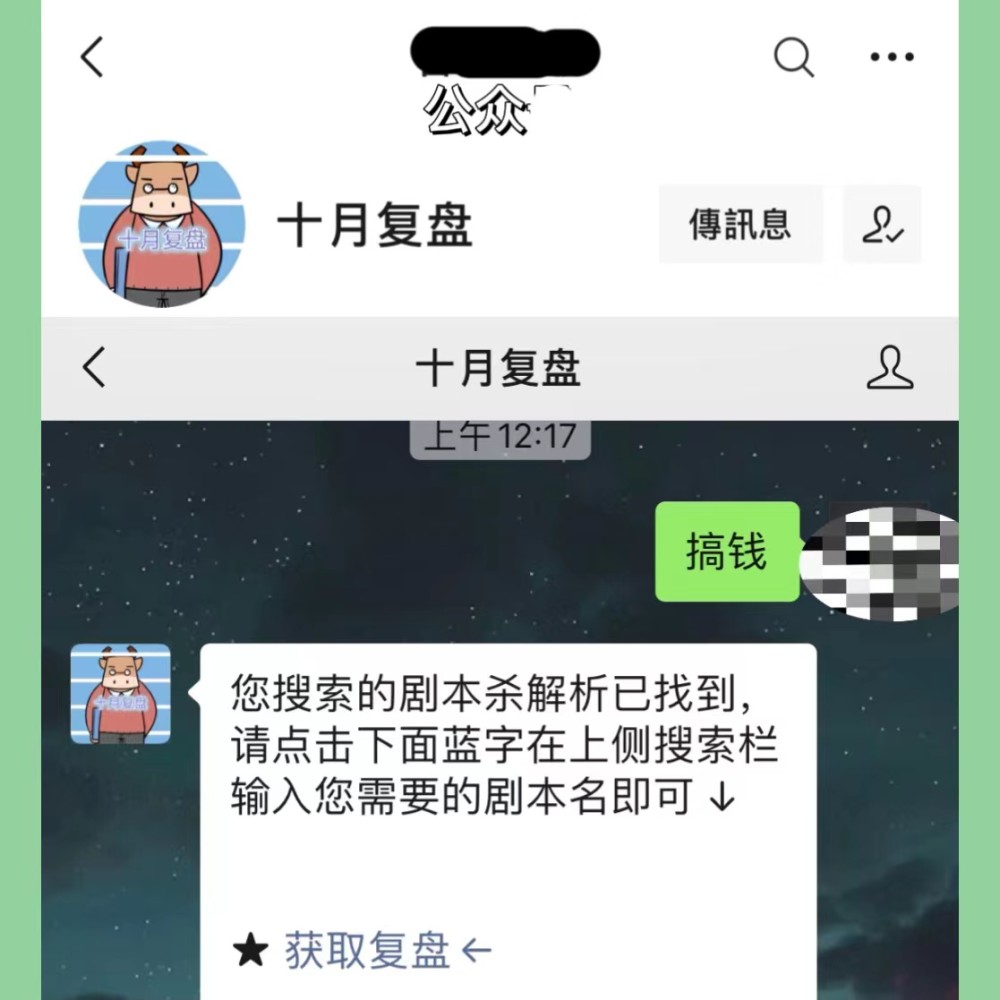 公众
十月复盘
十月复盘
傳訊息
十月复盘
上午12:17
搞钱
十月复盘
您搜索的剧本杀解析已找到，
请点击下面蓝字在上侧搜索栏
输入您需要的剧本名即可↓
★ 获取复盘←